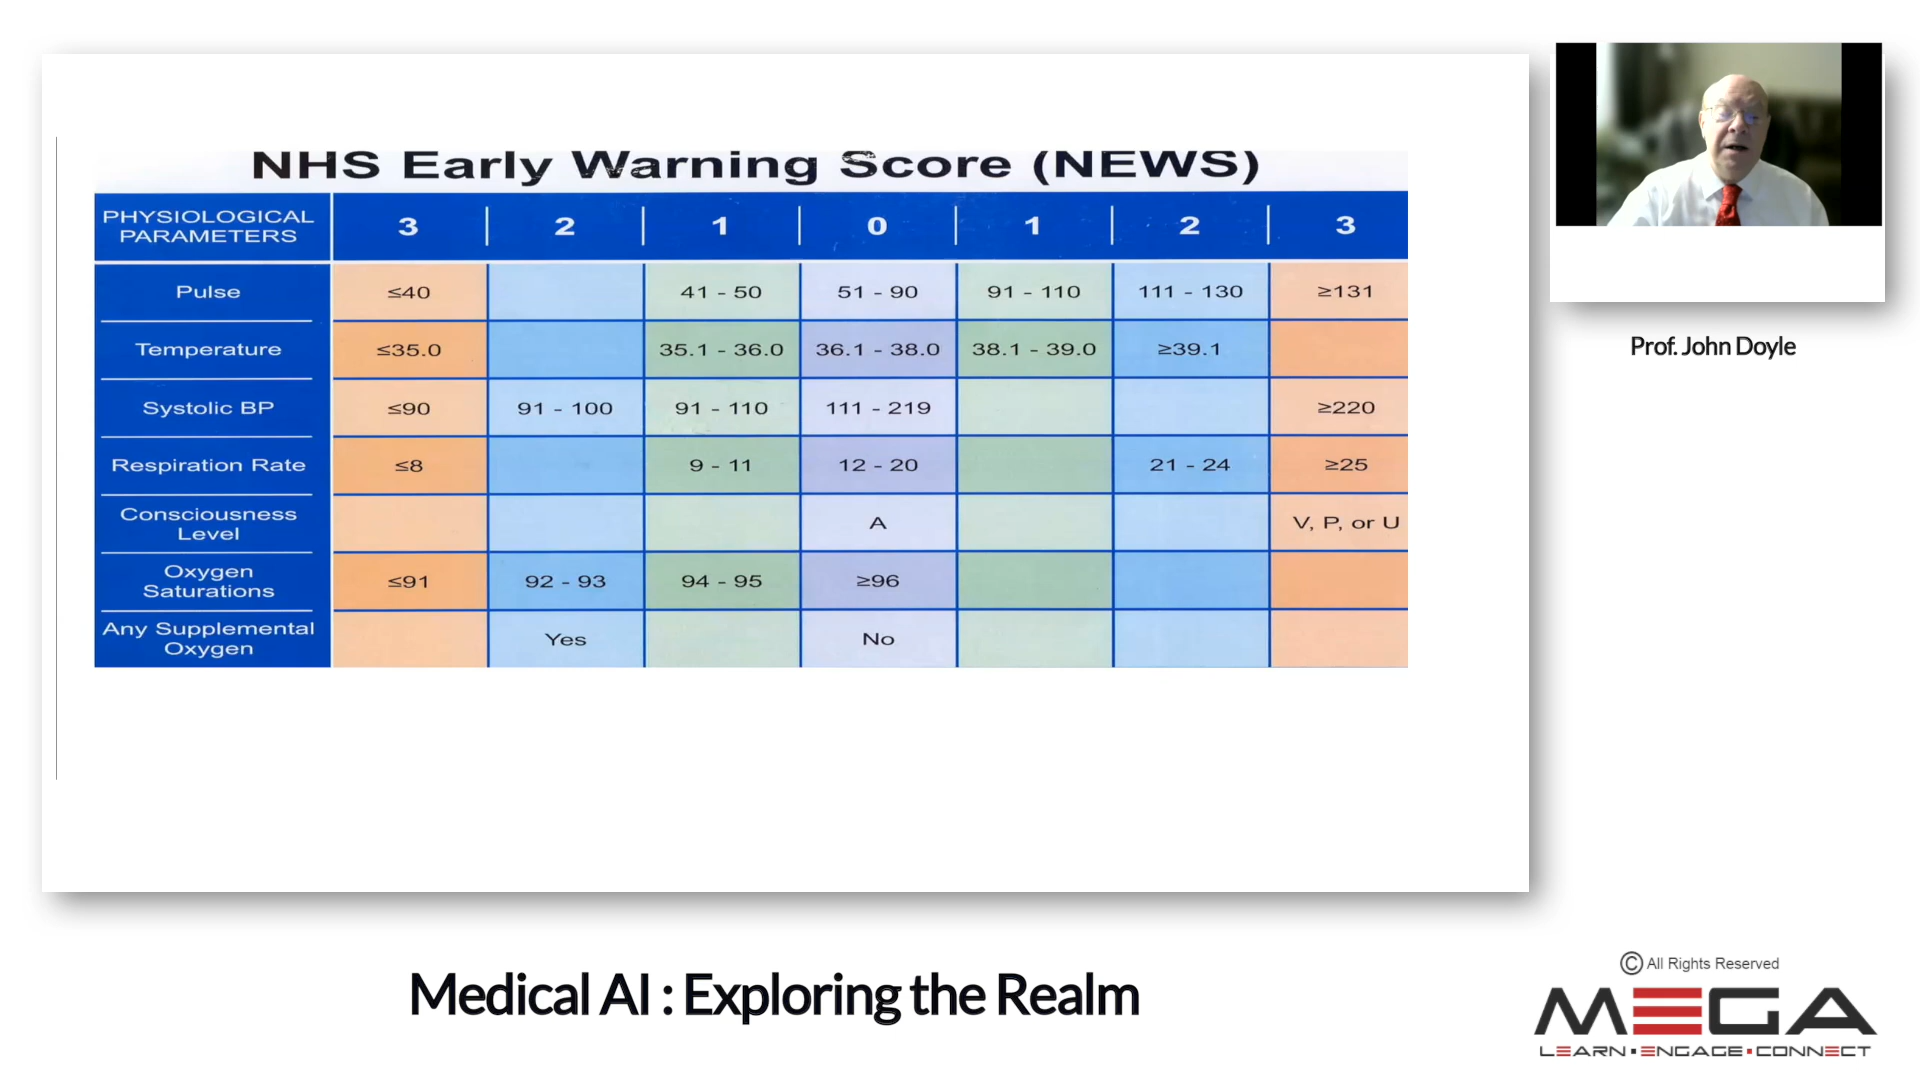 NHS Early Warning Score (NEWS)
PHYSIOLOGICAL PARAMETERS 3 2 1 0 1 2 3
Pulse ≤40 41 - 50 51 - 90 91 - 110 111 - 130 ≥131
Temperature ≤35.0 35.1 - 36.0 36.1 - 38.0 38.1 - 39.0 ≥39.1
Systolic BP ≤90 91 - 100 91 - 110 111 - 219 ≥220
Respiration Rate ≤8 9 - 11 12 - 20 21 - 24 ≥25
Consciousness Level A V, P, or U
Oxygen Saturations ≤91 92 - 93 94 - 95 ≥96
Any Supplemental Oxygen Yes No
Prof. John Doyle
Medical AI : Exploring the Realm
© All Rights Reserved
MEGA
LEARN ▪ ENGAGE ▪ CONNECT